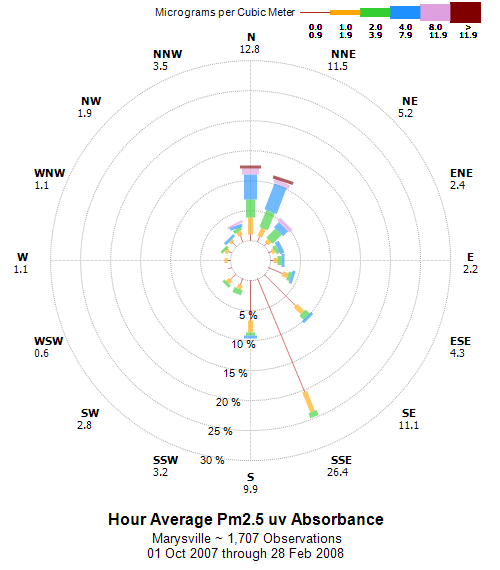 Micrograms per Cubic Meter
0.0 1.0 2.0 4.0 8.0 >
0.9 1.9 3.9 7.9 11.9 11.9
N
12.8
NNW
3.5
NNE
11.5
NW
1.9
NE
5.2
WNW
1.1
ENE
2.4
W
1.1
E
2.2
5 %
WSW
0.6
10 %
ESE
4.3
15 %
20 %
SW
2.8
SE
11.1
25 %
SSW
3.2
30 %
SSE
26.4
S
9.9
Hour Average Pm2.5 uv Absorbance
Marysville ~ 1,707 Observations
01 Oct 2007 through 28 Feb 2008